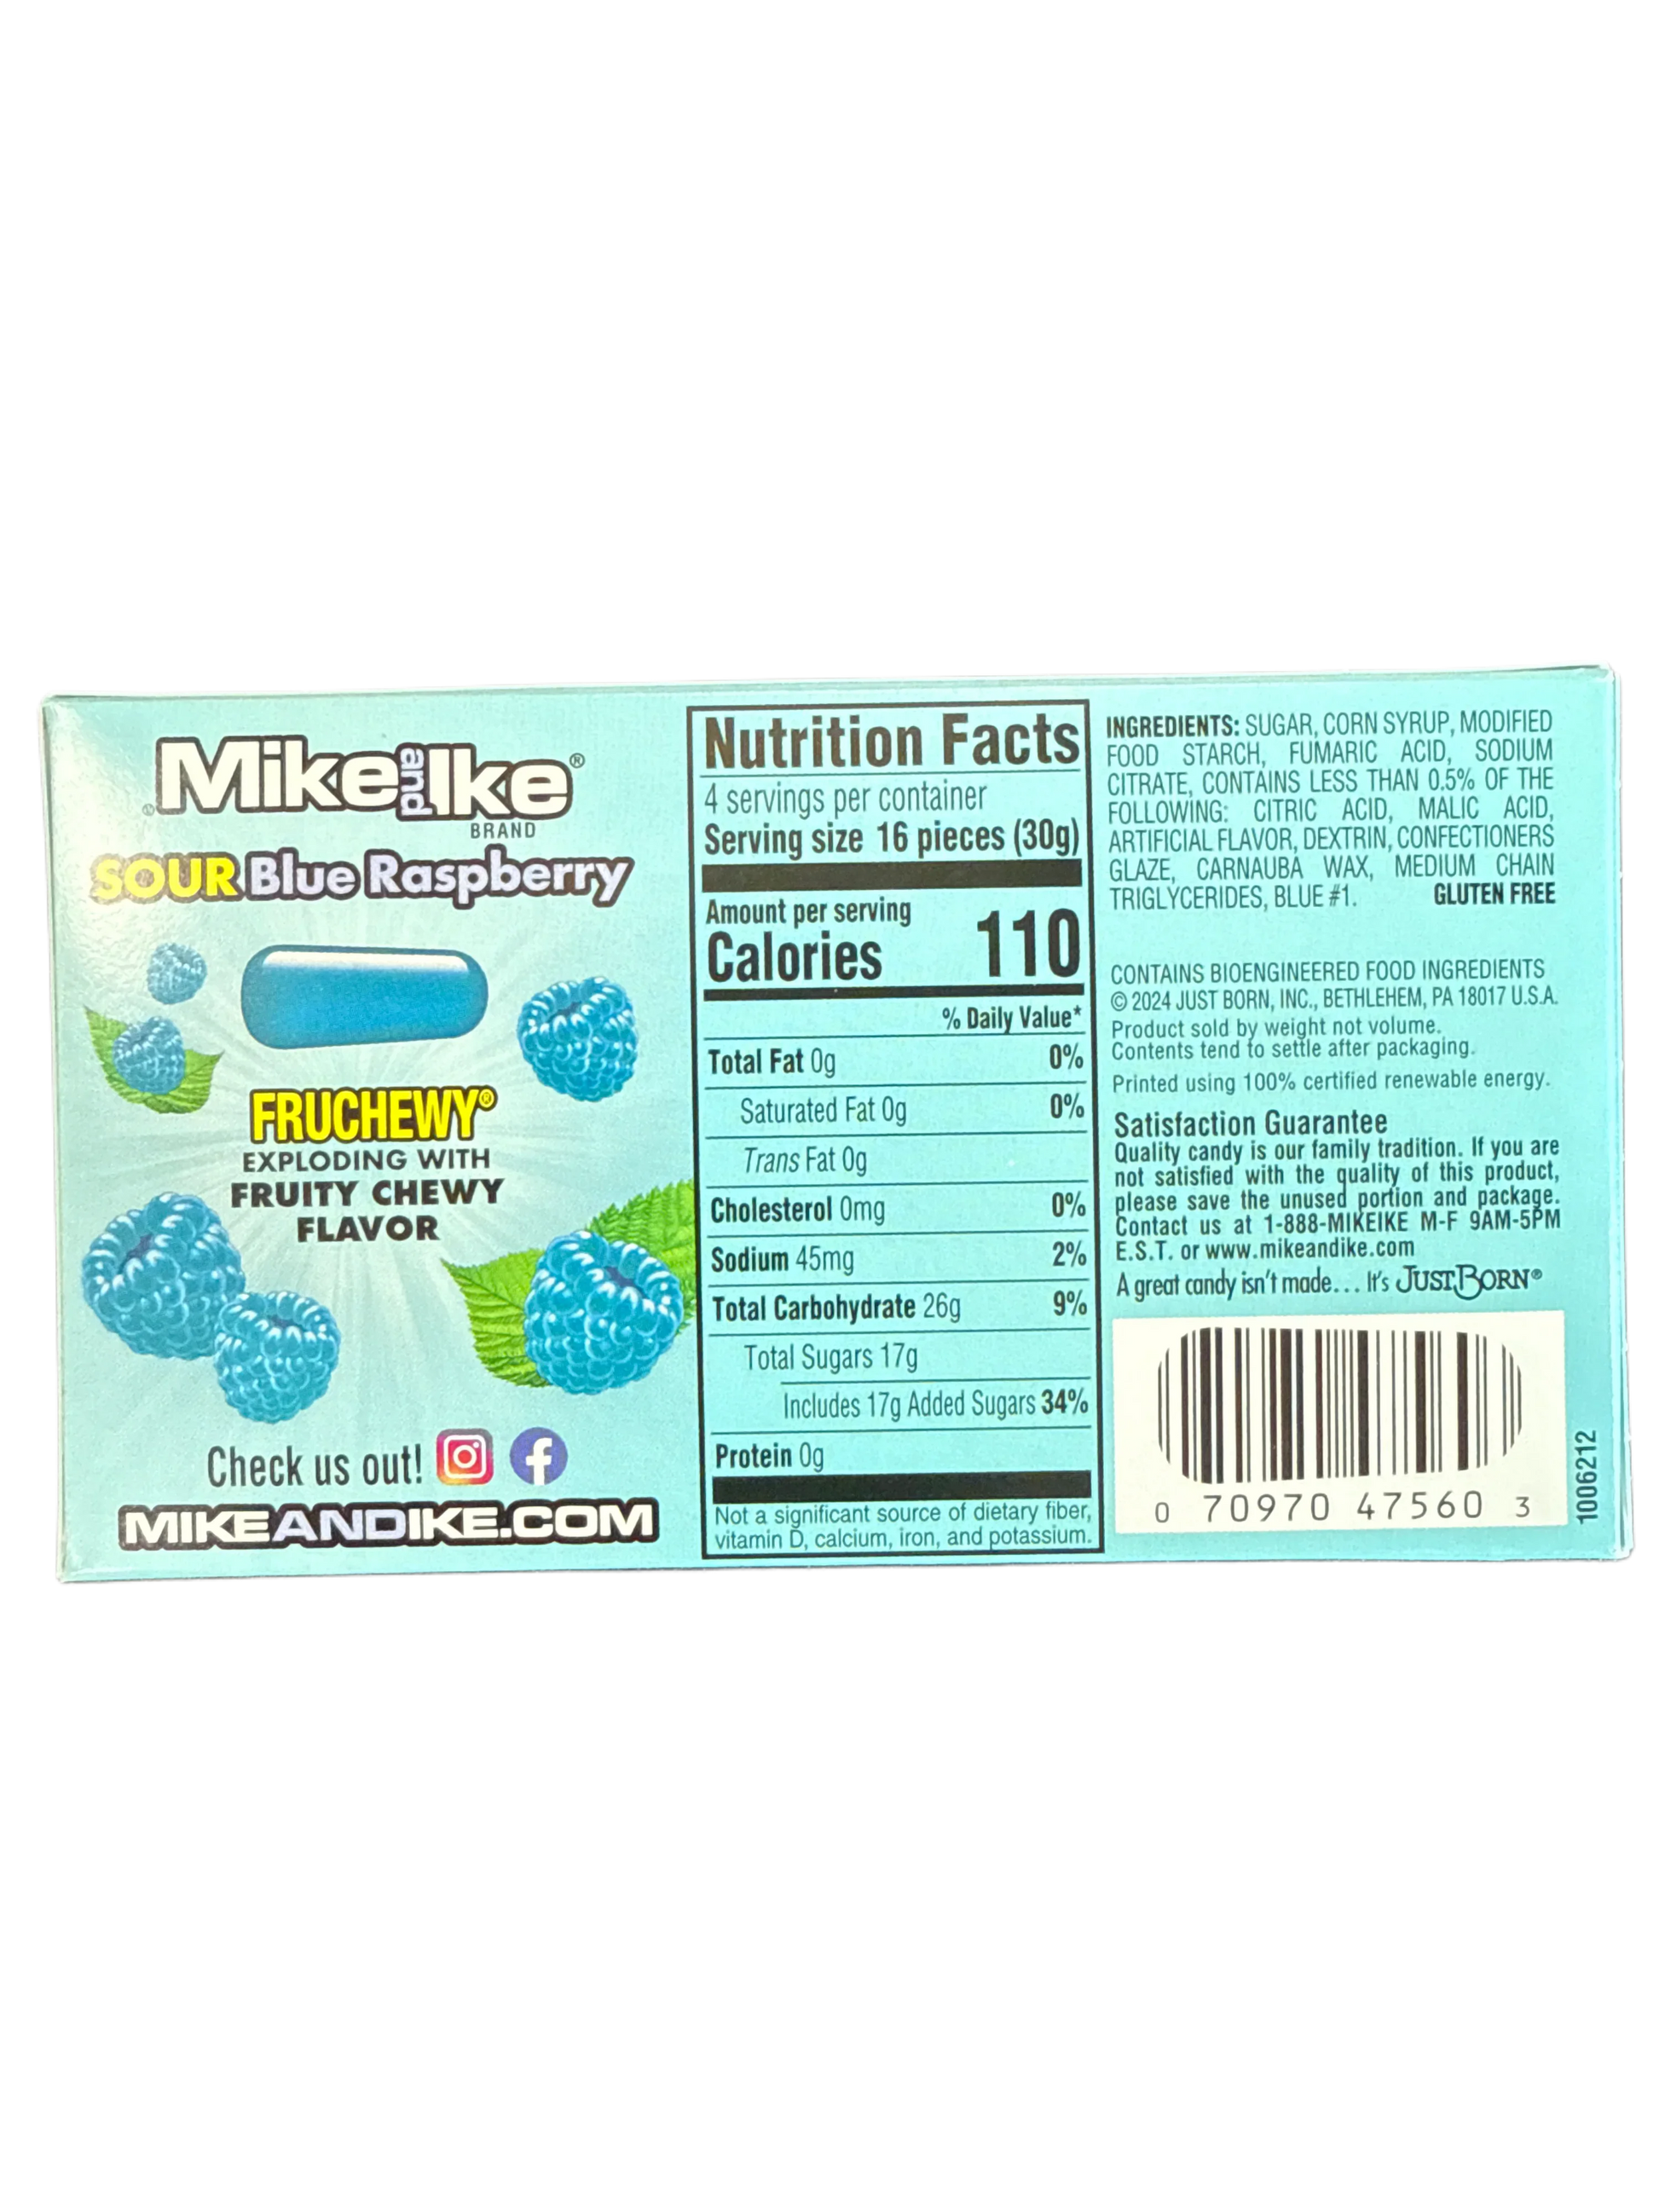 Mike and Ike®
BRAND
SOUR Blue Raspberry
FRUCHEWY®
EXPLODING WITH
FRUITY CHEWY
FLAVOR
Check us out!
MIKEANDIKE.COM
Nutrition Facts
4 servings per container
Serving size 16 pieces (30g)
Amount per serving
Calories 110
% Daily Value*
Total Fat 0g 0%
Saturated Fat 0g 0%
Trans Fat 0g
Cholesterol 0mg 0%
Sodium 45mg 2%
Total Carbohydrate 26g 9%
Total Sugars 17g
Includes 17g Added Sugars 34%
Protein 0g
Not a significant source of dietary fiber,
vitamin D, calcium, iron, and potassium.
INGREDIENTS: SUGAR, CORN SYRUP, MODIFIED
FOOD STARCH, FUMARIC ACID, SODIUM
CITRATE, CONTAINS LESS THAN 0.5% OF THE
FOLLOWING: CITRIC ACID, MALIC ACID,
ARTIFICIAL FLAVOR, DEXTRIN, CONFECTIONERS
GLAZE, CARNAUBA WAX, MEDIUM CHAIN
TRIGLYCERIDES, BLUE #1. GLUTEN FREE
CONTAINS BIOENGINEERED FOOD INGREDIENTS
© 2024 JUST BORN, INC., BETHLEHEM, PA 18017 U.S.A.
Product sold by weight not volume.
Contents tend to settle after packaging.
Printed using 100% certified renewable energy.
Satisfaction Guarantee
Quality candy is our family tradition. If you are
not satisfied with the quality of this product,
please save the unused portion and package.
Contact us at 1-888-MIKEIKE M-F 9AM-5PM
E.S.T. or www.mikeandike.com
A great candy isn't made... It's JUST BORN®
0 70970 47560 3
1006212